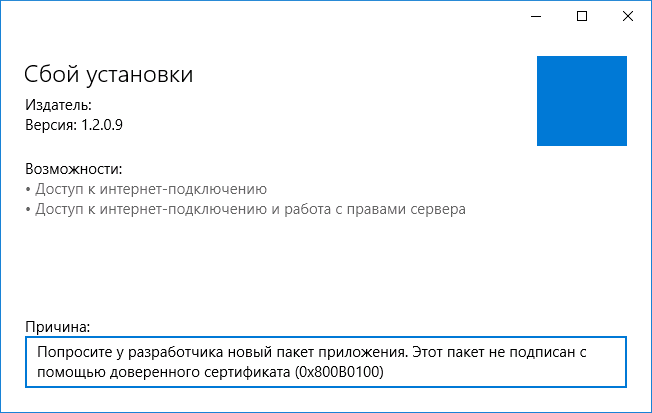 Сбой установки
Издатель:
Версия: 1.2.0.9
Возможности:
• Доступ к интернет-подключению
• Доступ к интернет-подключению и работа с правами сервера
Причина:
Попросите у разработчика новый пакет приложения. Этот пакет не подписан с
помощью доверенного сертификата (0x800B0100)